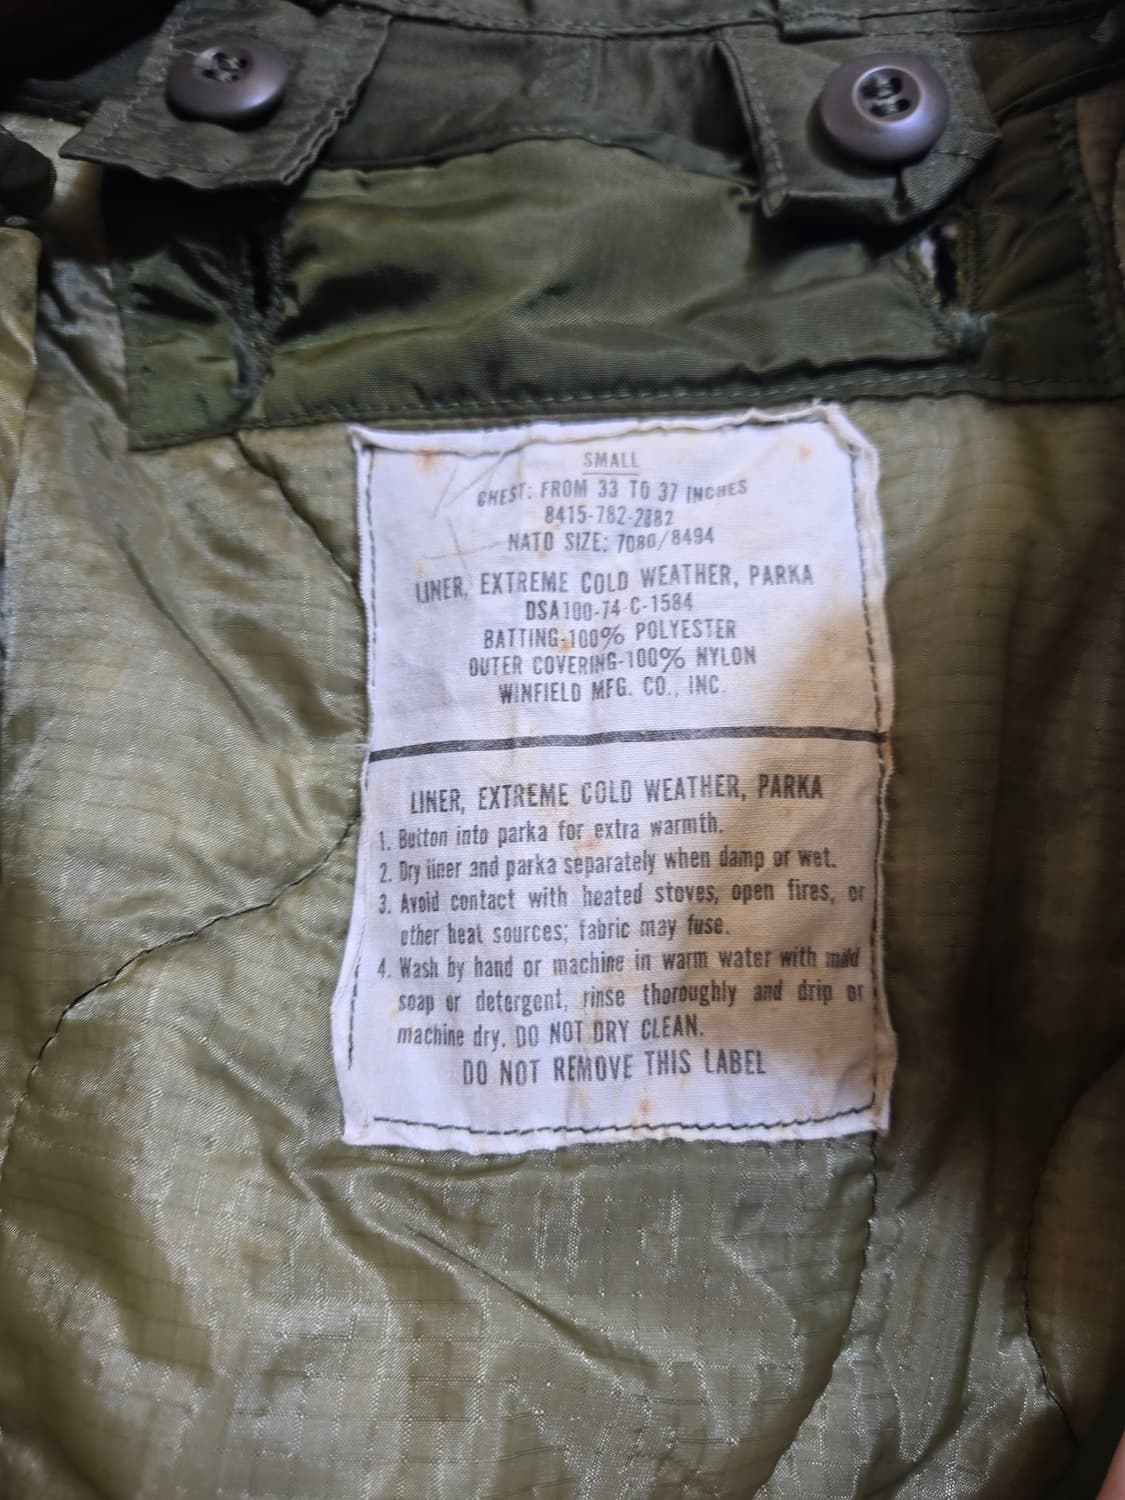 SMALL
CHEST: FROM 33 TO 37 INCHES
8415-782-2882
NATO SIZE: 7080/8494
LINER, EXTREME COLD WEATHER, PARKA
DSA100-74-C-1584
BATTING-100% POLYESTER
OUTER COVERING-100% NYLON
WINFIELD MFG. CO., INC.
LINER, EXTREME COLD WEATHER, PARKA
1. Button into parka for extra warmth.
2. Dry liner and parka separately when damp or wet.
3. Avoid contact with heated stoves, open fires, or
other heat sources; fabric may fuse.
4. Wash by hand or machine in warm water with mild
soap or detergent, rinse thoroughly and drip or
machine dry. DO NOT DRY CLEAN.
DO NOT REMOVE THIS LABEL